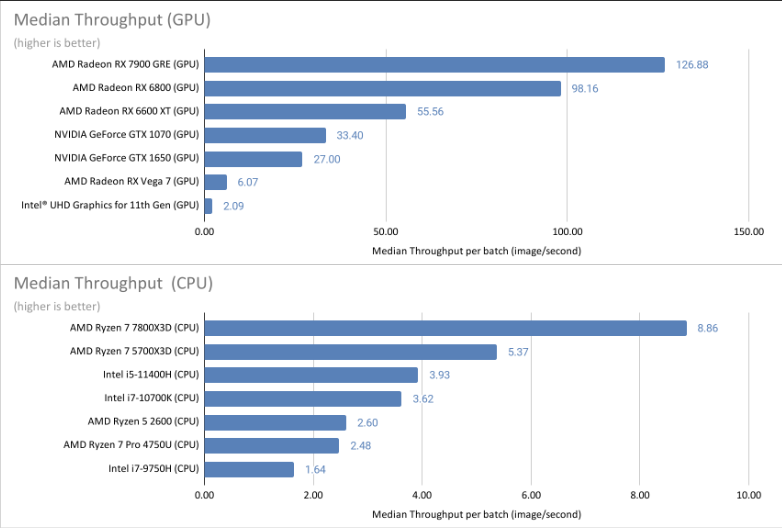 Median Throughput (GPU)
(higher is better)
AMD Radeon RX 7900 GRE (GPU) 126.88
AMD Radeon RX 6800 (GPU) 98.16
AMD Radeon RX 6600 XT (GPU) 55.56
NVIDIA GeForce GTX 1070 (GPU) 33.40
NVIDIA GeForce GTX 1650 (GPU) 27.00
AMD Radeon RX Vega 7 (GPU) 6.07
Intel® UHD Graphics for 11th Gen (GPU) 2.09
0.00 50.00 100.00 150.00
Median Throughput per batch (image/second)
Median Throughput (CPU)
(higher is better)
AMD Ryzen 7 7800X3D (CPU) 8.86
AMD Ryzen 7 5700X3D (CPU) 5.37
Intel i5-11400H (CPU) 3.93
Intel i7-10700K (CPU) 3.62
AMD Ryzen 5 2600 (CPU) 2.60
AMD Ryzen 7 Pro 4750U (CPU) 2.48
Intel i7-9750H (CPU) 1.64
0.00 2.00 4.00 6.00 8.00 10.00
Median Throughput per batch (image/second)